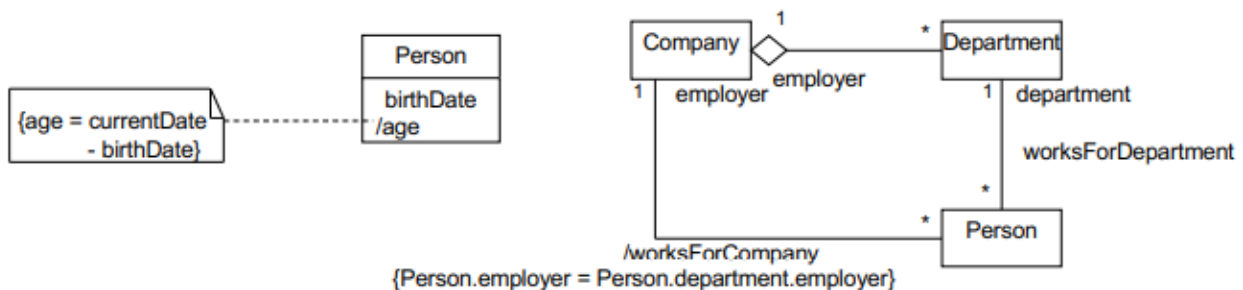 Person
birthDate
/age
{age = currentDate
- birthDate}
Company
1
*
Department
employer
1
employer
1
department
worksForDepartment
*
*
Person
/worksForCompany
{Person.employer = Person.department.employer}